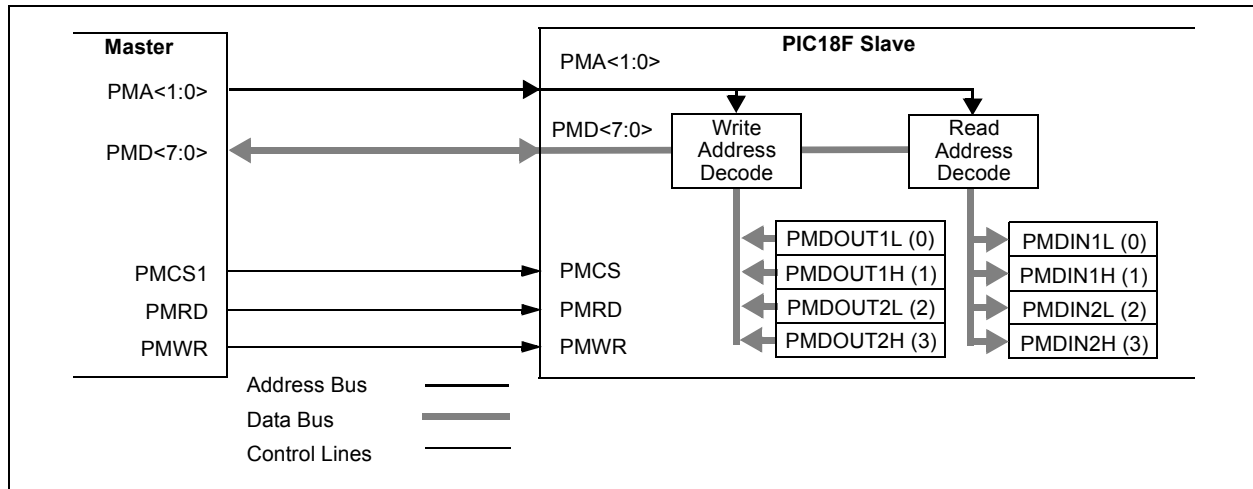 Master
PIC18F Slave
PMA<1:0>
PMA<1:0>
PMD<7:0>
PMD<7:0>
Write
Address
Decode
Read
Address
Decode
PMDOUT1L (0)
PMDOUT1H (1)
PMDOUT2L (2)
PMDOUT2H (3)
PMDIN1L (0)
PMDIN1H (1)
PMDIN2L (2)
PMDIN2H (3)
PMCS1
PMCS
PMRD
PMRD
PMWR
PMWR
Address Bus
Data Bus
Control Lines